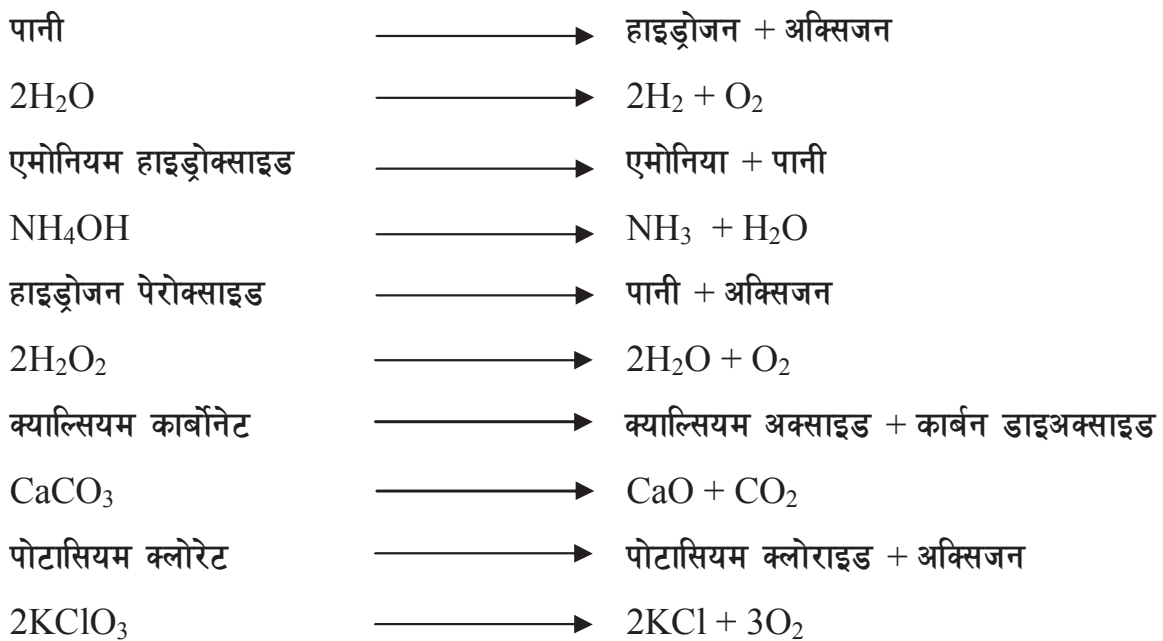 पानी ⟶ हाइड्रोजन + अक्सिजन
2H₂O ⟶ 2H₂ + O₂
एमोनियम हाइड्रोक्साइड ⟶ एमोनिया + पानी
NH₄OH ⟶ NH₃ + H₂O
हाइड्रोजन पेरोक्साइड ⟶ पानी + अक्सिजन
2H₂O₂ ⟶ 2H₂O + O₂
क्याल्सियम कार्बोनेट ⟶ क्याल्सियम अक्साइड + कार्बन डाइअक्साइड
CaCO₃ ⟶ CaO + CO₂
पोटासियम क्लोरेट ⟶ पोटासियम क्लोराइड + अक्सिजन
2KClO₃ ⟶ 2KCl + 3O₂